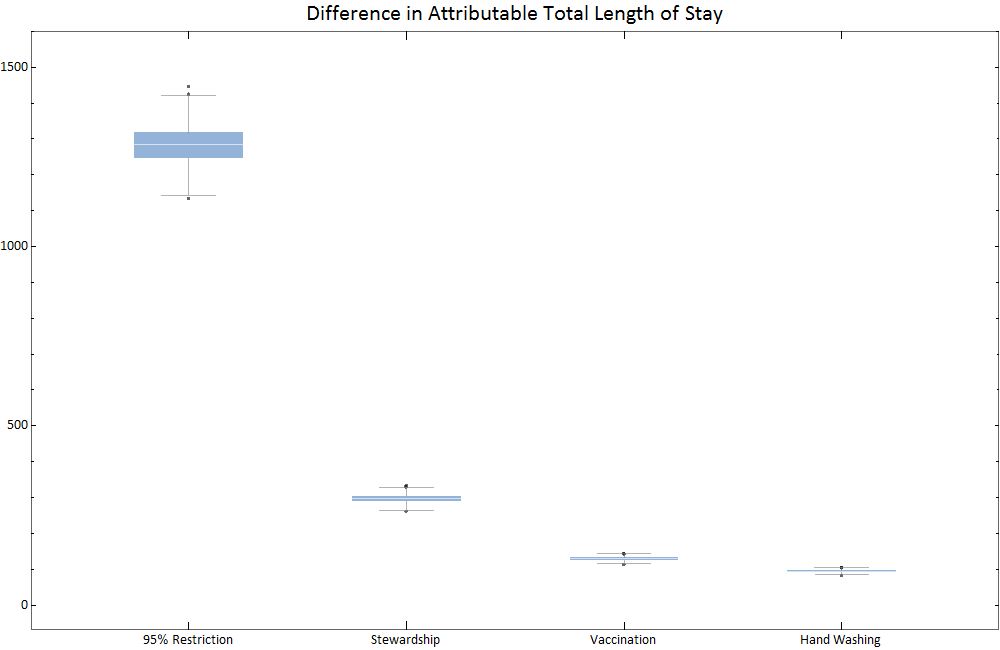 Difference in Attributable Total Length of Stay
1500
1000
500
0
95% Restriction
Stewardship
Vaccination
Hand Washing